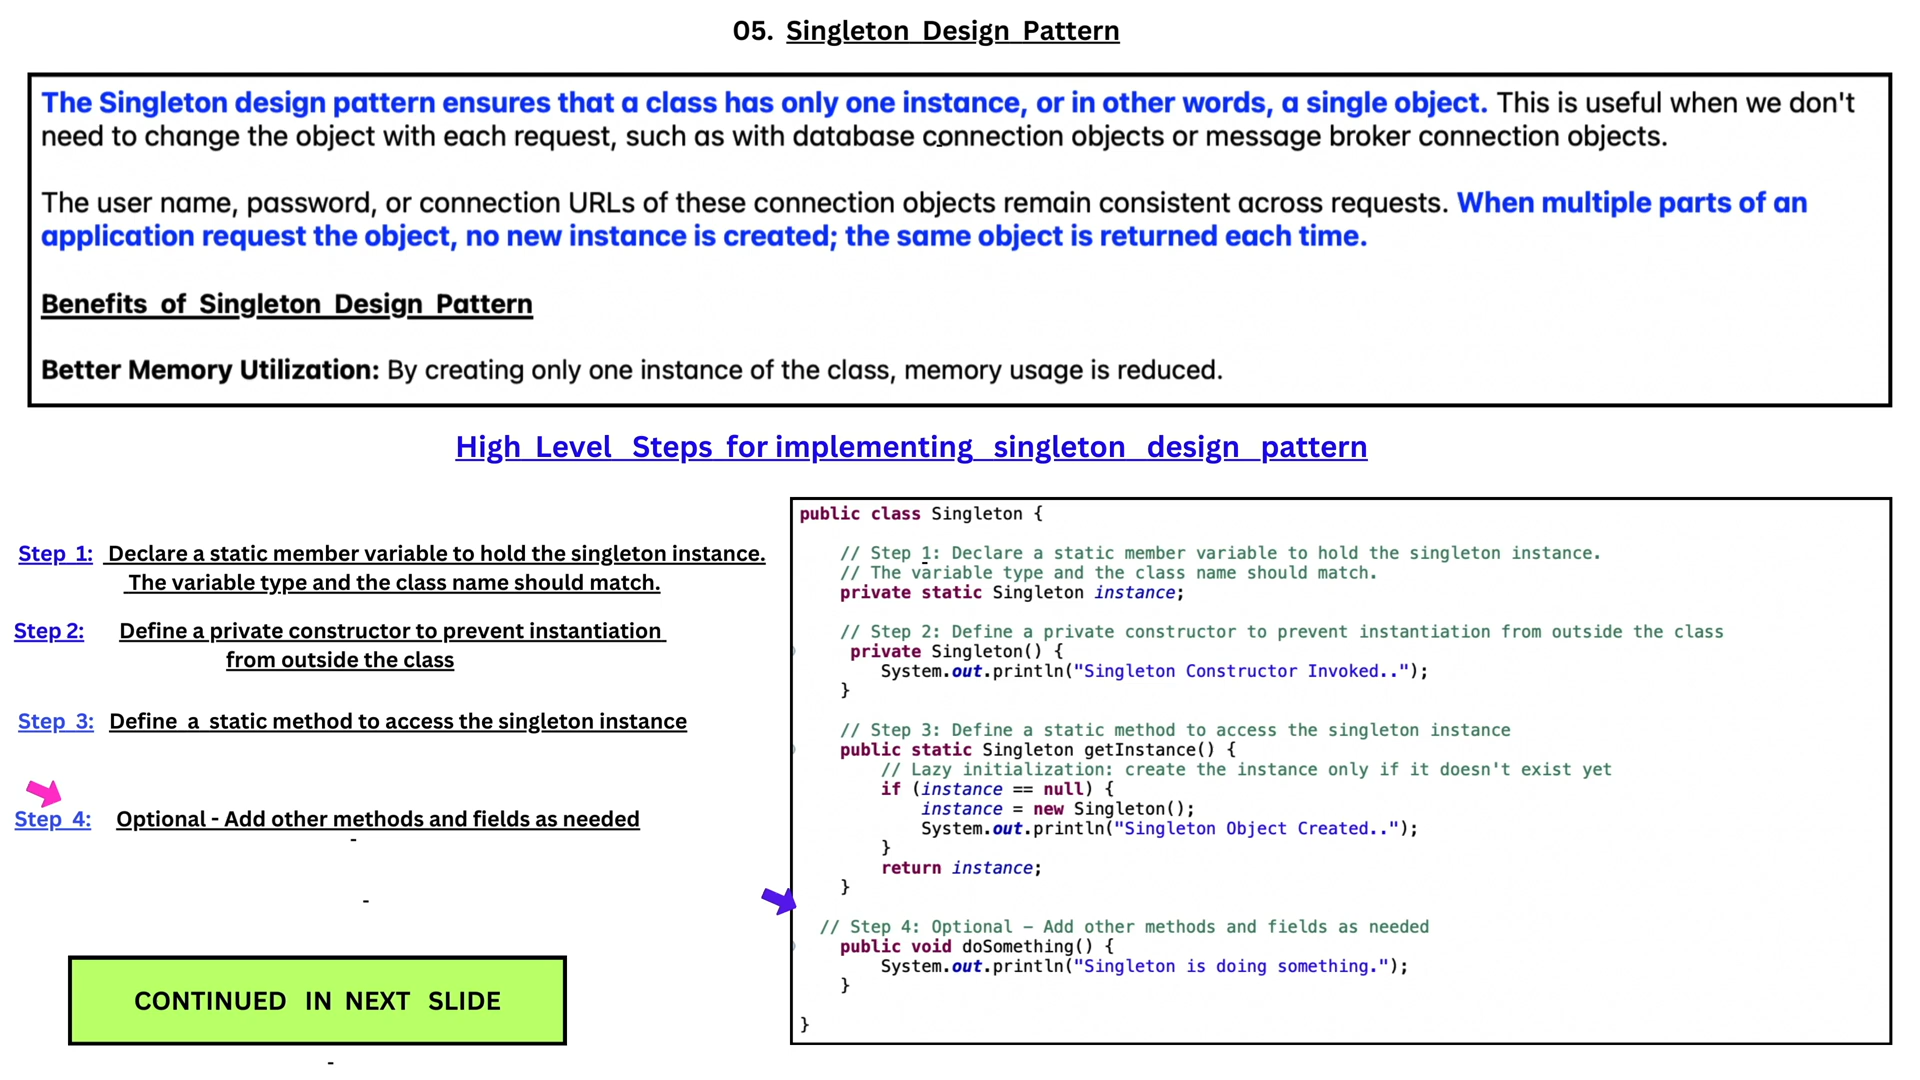 05. Singleton Design Pattern
The Singleton design pattern ensures that a class has only one instance, or in other words, a single object. This is useful when we don't
need to change the object with each request, such as with database connection objects or message broker connection objects.
The user name, password, or connection URLs of these connection objects remain consistent across requests. When multiple parts of an
application request the object, no new instance is created; the same object is returned each time.
Benefits of Singleton Design Pattern
Better Memory Utilization: By creating only one instance of the class, memory usage is reduced.
High Level Steps for implementing singleton design pattern
Step 1: Declare a static member variable to hold the singleton instance.
The variable type and the class name should match.
Step 2: Define a private constructor to prevent instantiation
from outside the class
Step 3: Define a static method to access the singleton instance
Step 4: Optional - Add other methods and fields as needed
CONTINUED IN NEXT SLIDE
public class Singleton {
// Step 1: Declare a static member variable to hold the singleton instance.
// The variable type and the class name should match.
private static Singleton instance;
// Step 2: Define a private constructor to prevent instantiation from outside the class
private Singleton() {
System.out.println("Singleton Constructor Invoked..");
}
// Step 3: Define a static method to access the singleton instance
public static Singleton getInstance() {
// Lazy initialization: create the instance only if it doesn't exist yet
if (instance == null) {
instance = new Singleton();
System.out.println("Singleton Object Created..");
}
return instance;
}
// Step 4: Optional – Add other methods and fields as needed
public void doSomething() {
System.out.println("Singleton is doing something.");
}
}